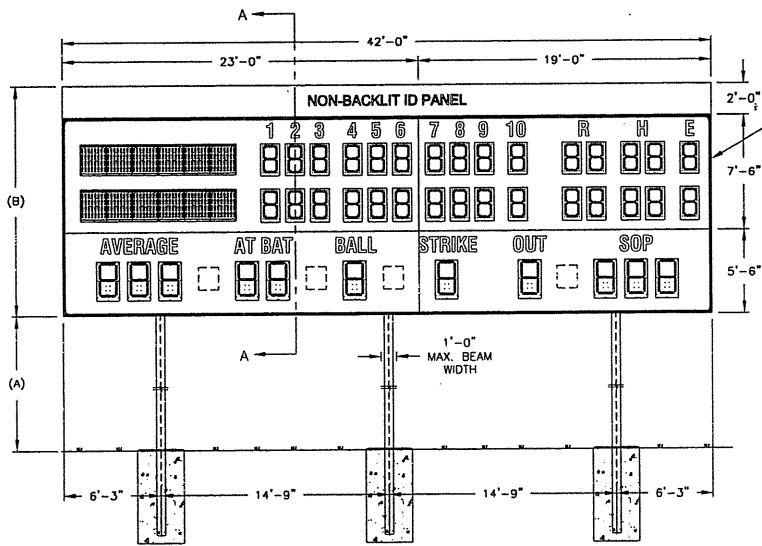 A
42'-0"
23'-0" 19'-0"
NON-BACKLIT ID PANEL
2'-0"
1 2 3 4 5 6 7 8 9 10 R H E
7'-6"
(B)
AVERAGE AT BAT BALL STRIKE OUT SOP
5'-6"
A
1'-0"
MAX. BEAM
WIDTH
(A)
6'-3" 14'-9" 14'-9" 6'-3"